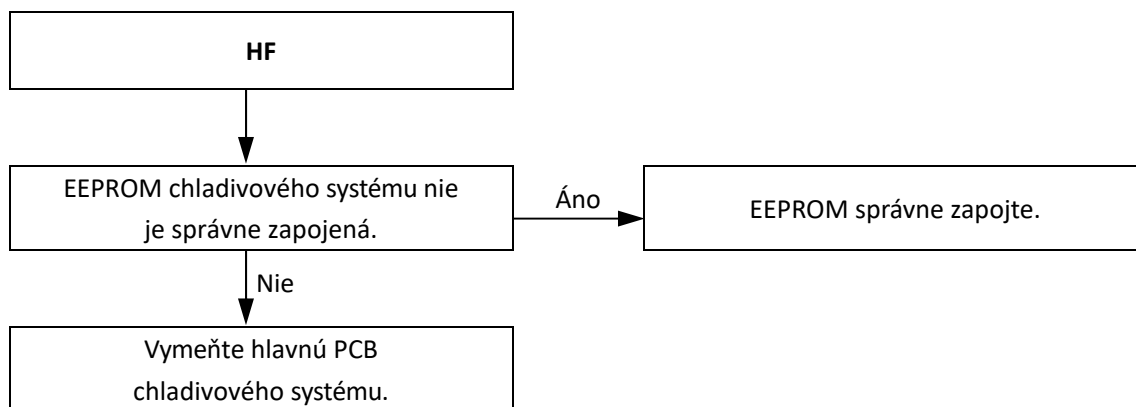 HF
EEPROM chladivového systému nie
je správne zapojená.
Áno
EEPROM správne zapojte.
Nie
Vymeňte hlavnú PCB
chladivového systému.